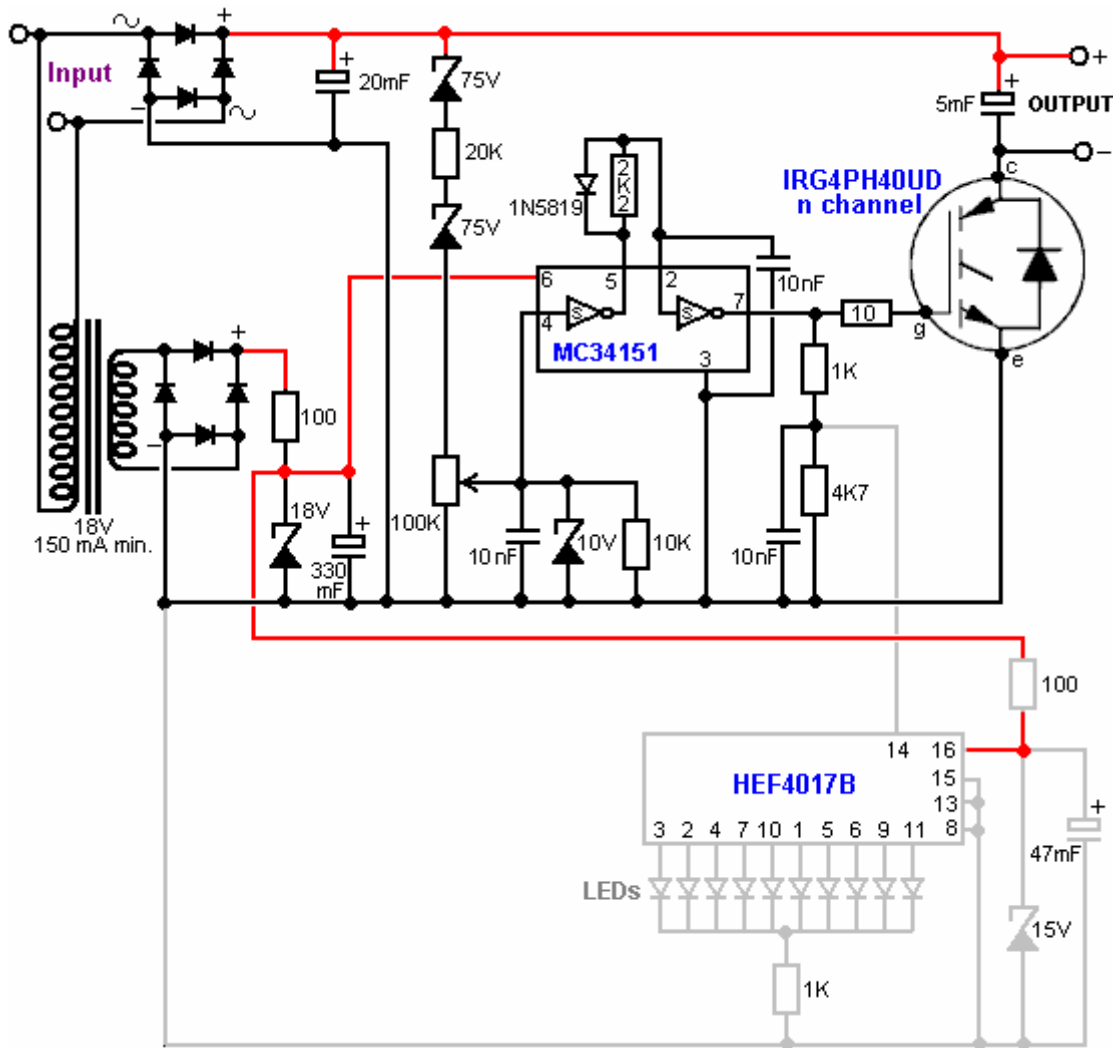 +
Input
−
+
20mF
75V
20K
75V
+
+
5mF
OUTPUT
−
c
IRG4PH40UD
n channel
g
e
2K2
1N5819
10nF
6
5
2
7
4
S
S
3
MC34151
10
1K
4K7
10nF
+
−
100
18V
150 mA min.
18V
+
330
mF
100K
10nF
10V
10K
100
14
16
15
13
8
HEF4017B
3 2 4 7 10 1 5 6 9 11
LEDs
1K
+
47mF
15V